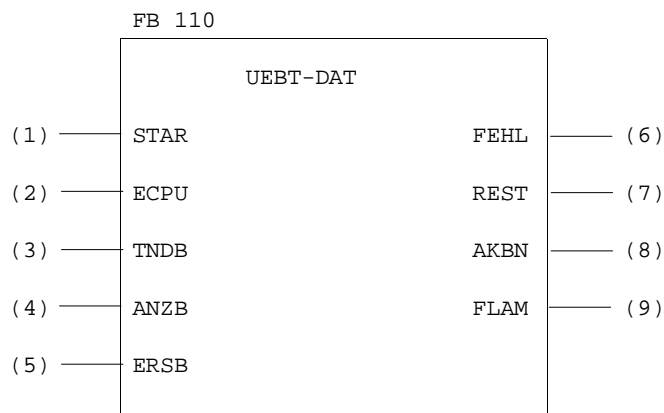 FB 110
UEBT-DAT
(1) STAR FEHL (6)
(2) ECPU REST (7)
(3) TNDB AKBN (8)
(4) ANZB FLAM (9)
(5) ERSB